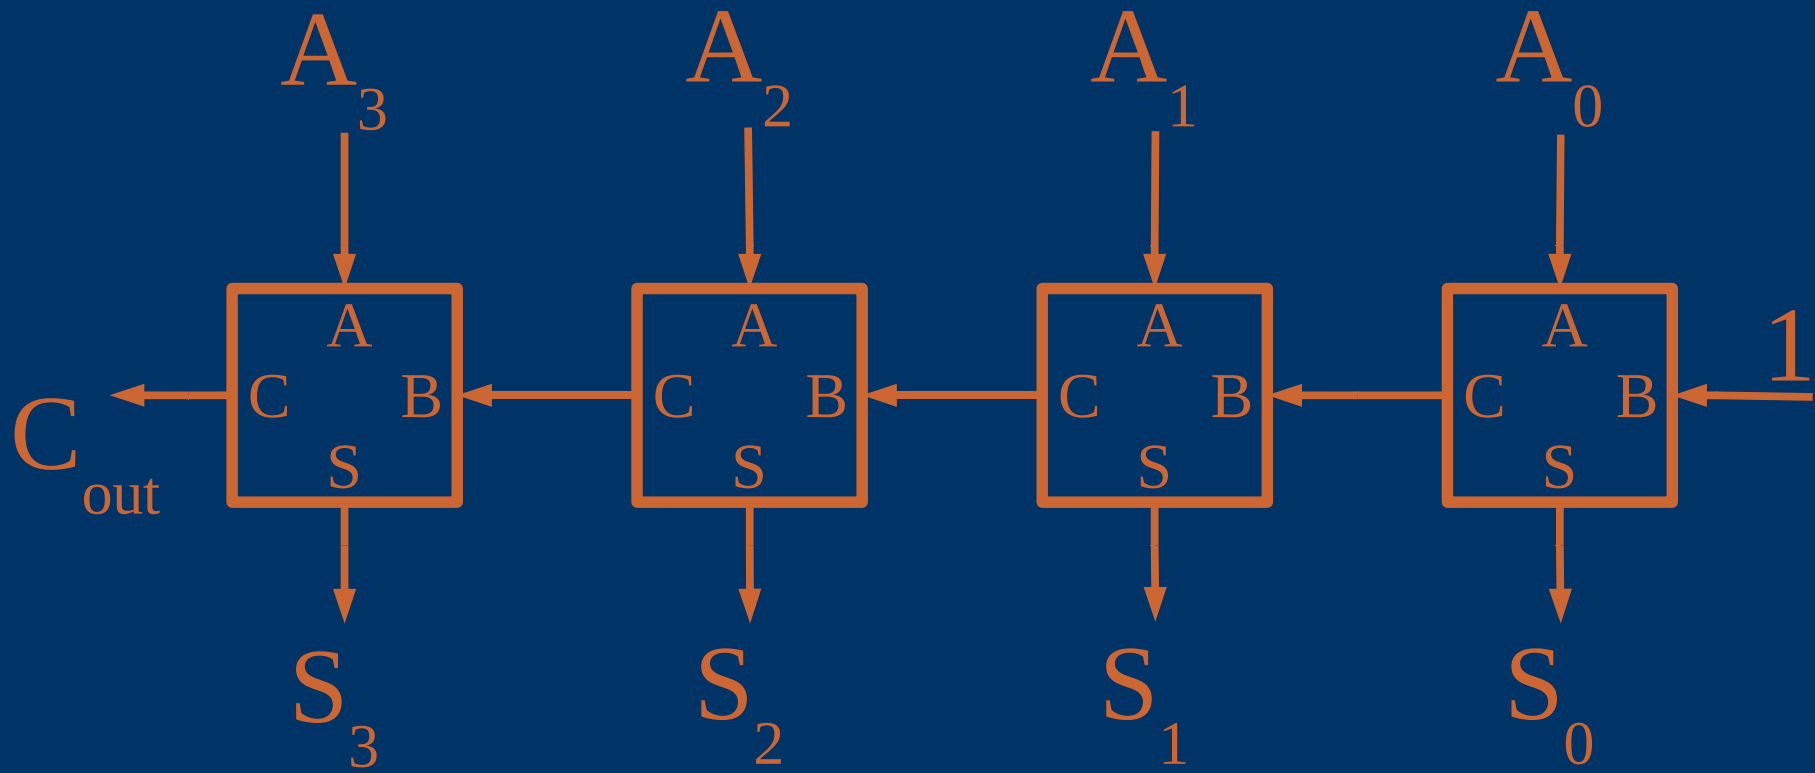 A3 A2 A1 A0
A A A A 1
C B C B C B C B
Cout
S S S S
S3 S2 S1 S0